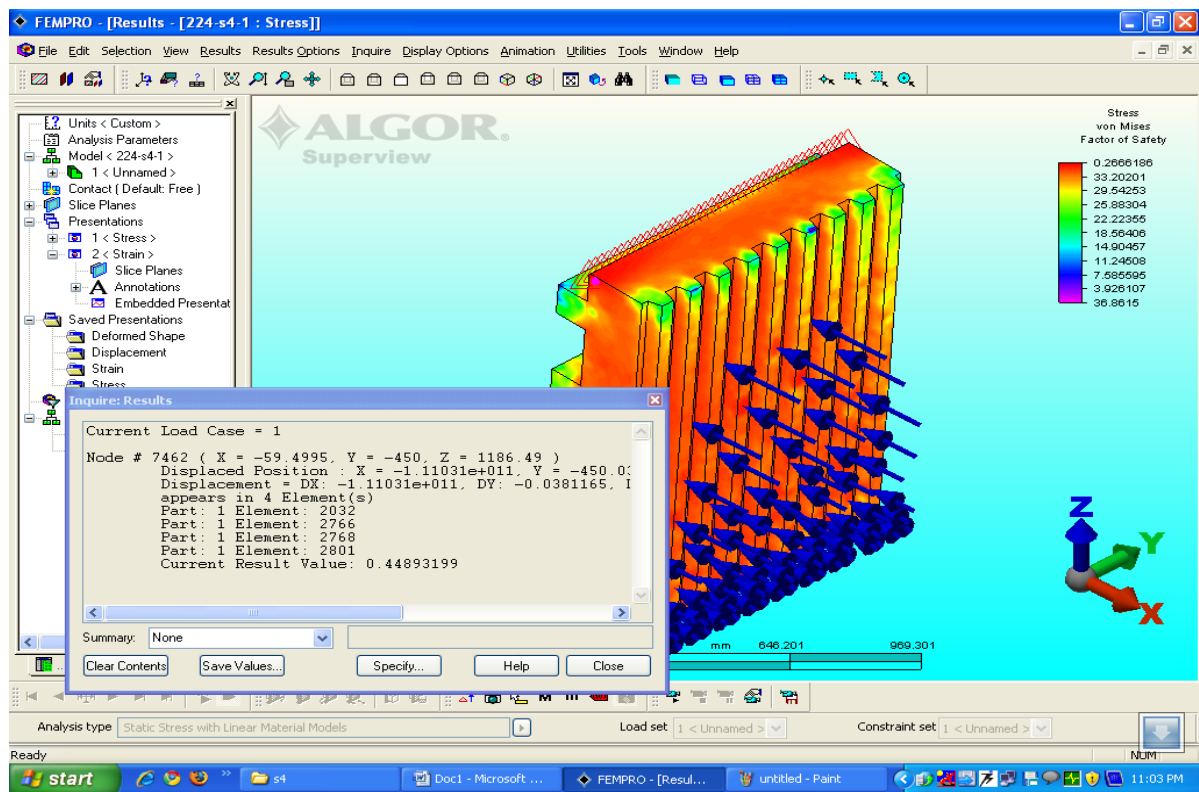 FEMPRO - [Results - [224-s4-1 : Stress]]
File Edit Selection View Results Results Options Inquire Display Options Animation Utilities Tools Window Help
Units < Custom >
Analysis Parameters
Model < 224-s4-1 >
1 < Unnamed >
Contact ( Default: Free )
Slice Planes
Presentations
1 < Stress >
2 < Strain >
Slice Planes
Annotations
Embedded Presentat
Saved Presentations
Deformed Shape
Displacement
Strain
Stress
ALGOR®
Superview
Stress
von Mises
Factor of Safety
0.2666186
33.20201
29.54253
25.88304
22.22355
18.56406
14.90457
11.24508
7.585595
3.926107
36.8615
Inquire: Results
Current Load Case = 1
Node # 7462 ( X = -59.4995, Y = -450, Z = 1186.49 )
Displaced Position : X = -1.11031e+011, Y = -450.03
Displacement = DX: -1.11031e+011, DY: -0.0381165, D
appears in 4 Element(s)
Part: 1 Element: 2032
Part: 1 Element: 2766
Part: 1 Element: 2768
Part: 1 Element: 2801
Current Result Value: 0.44893199
Summary: None
Clear Contents Save Values... Specify... Help Close
Z
Y
X
mm 646.201 969.301
Analysis type Static Stress with Linear Material Models Load set 1 < Unnamed > Constraint set 1 < Unnamed >
Ready NUM
start s4 Doc1 - Microsoft ... FEMPRO - [Resul... untitled - Paint 11:03 PM